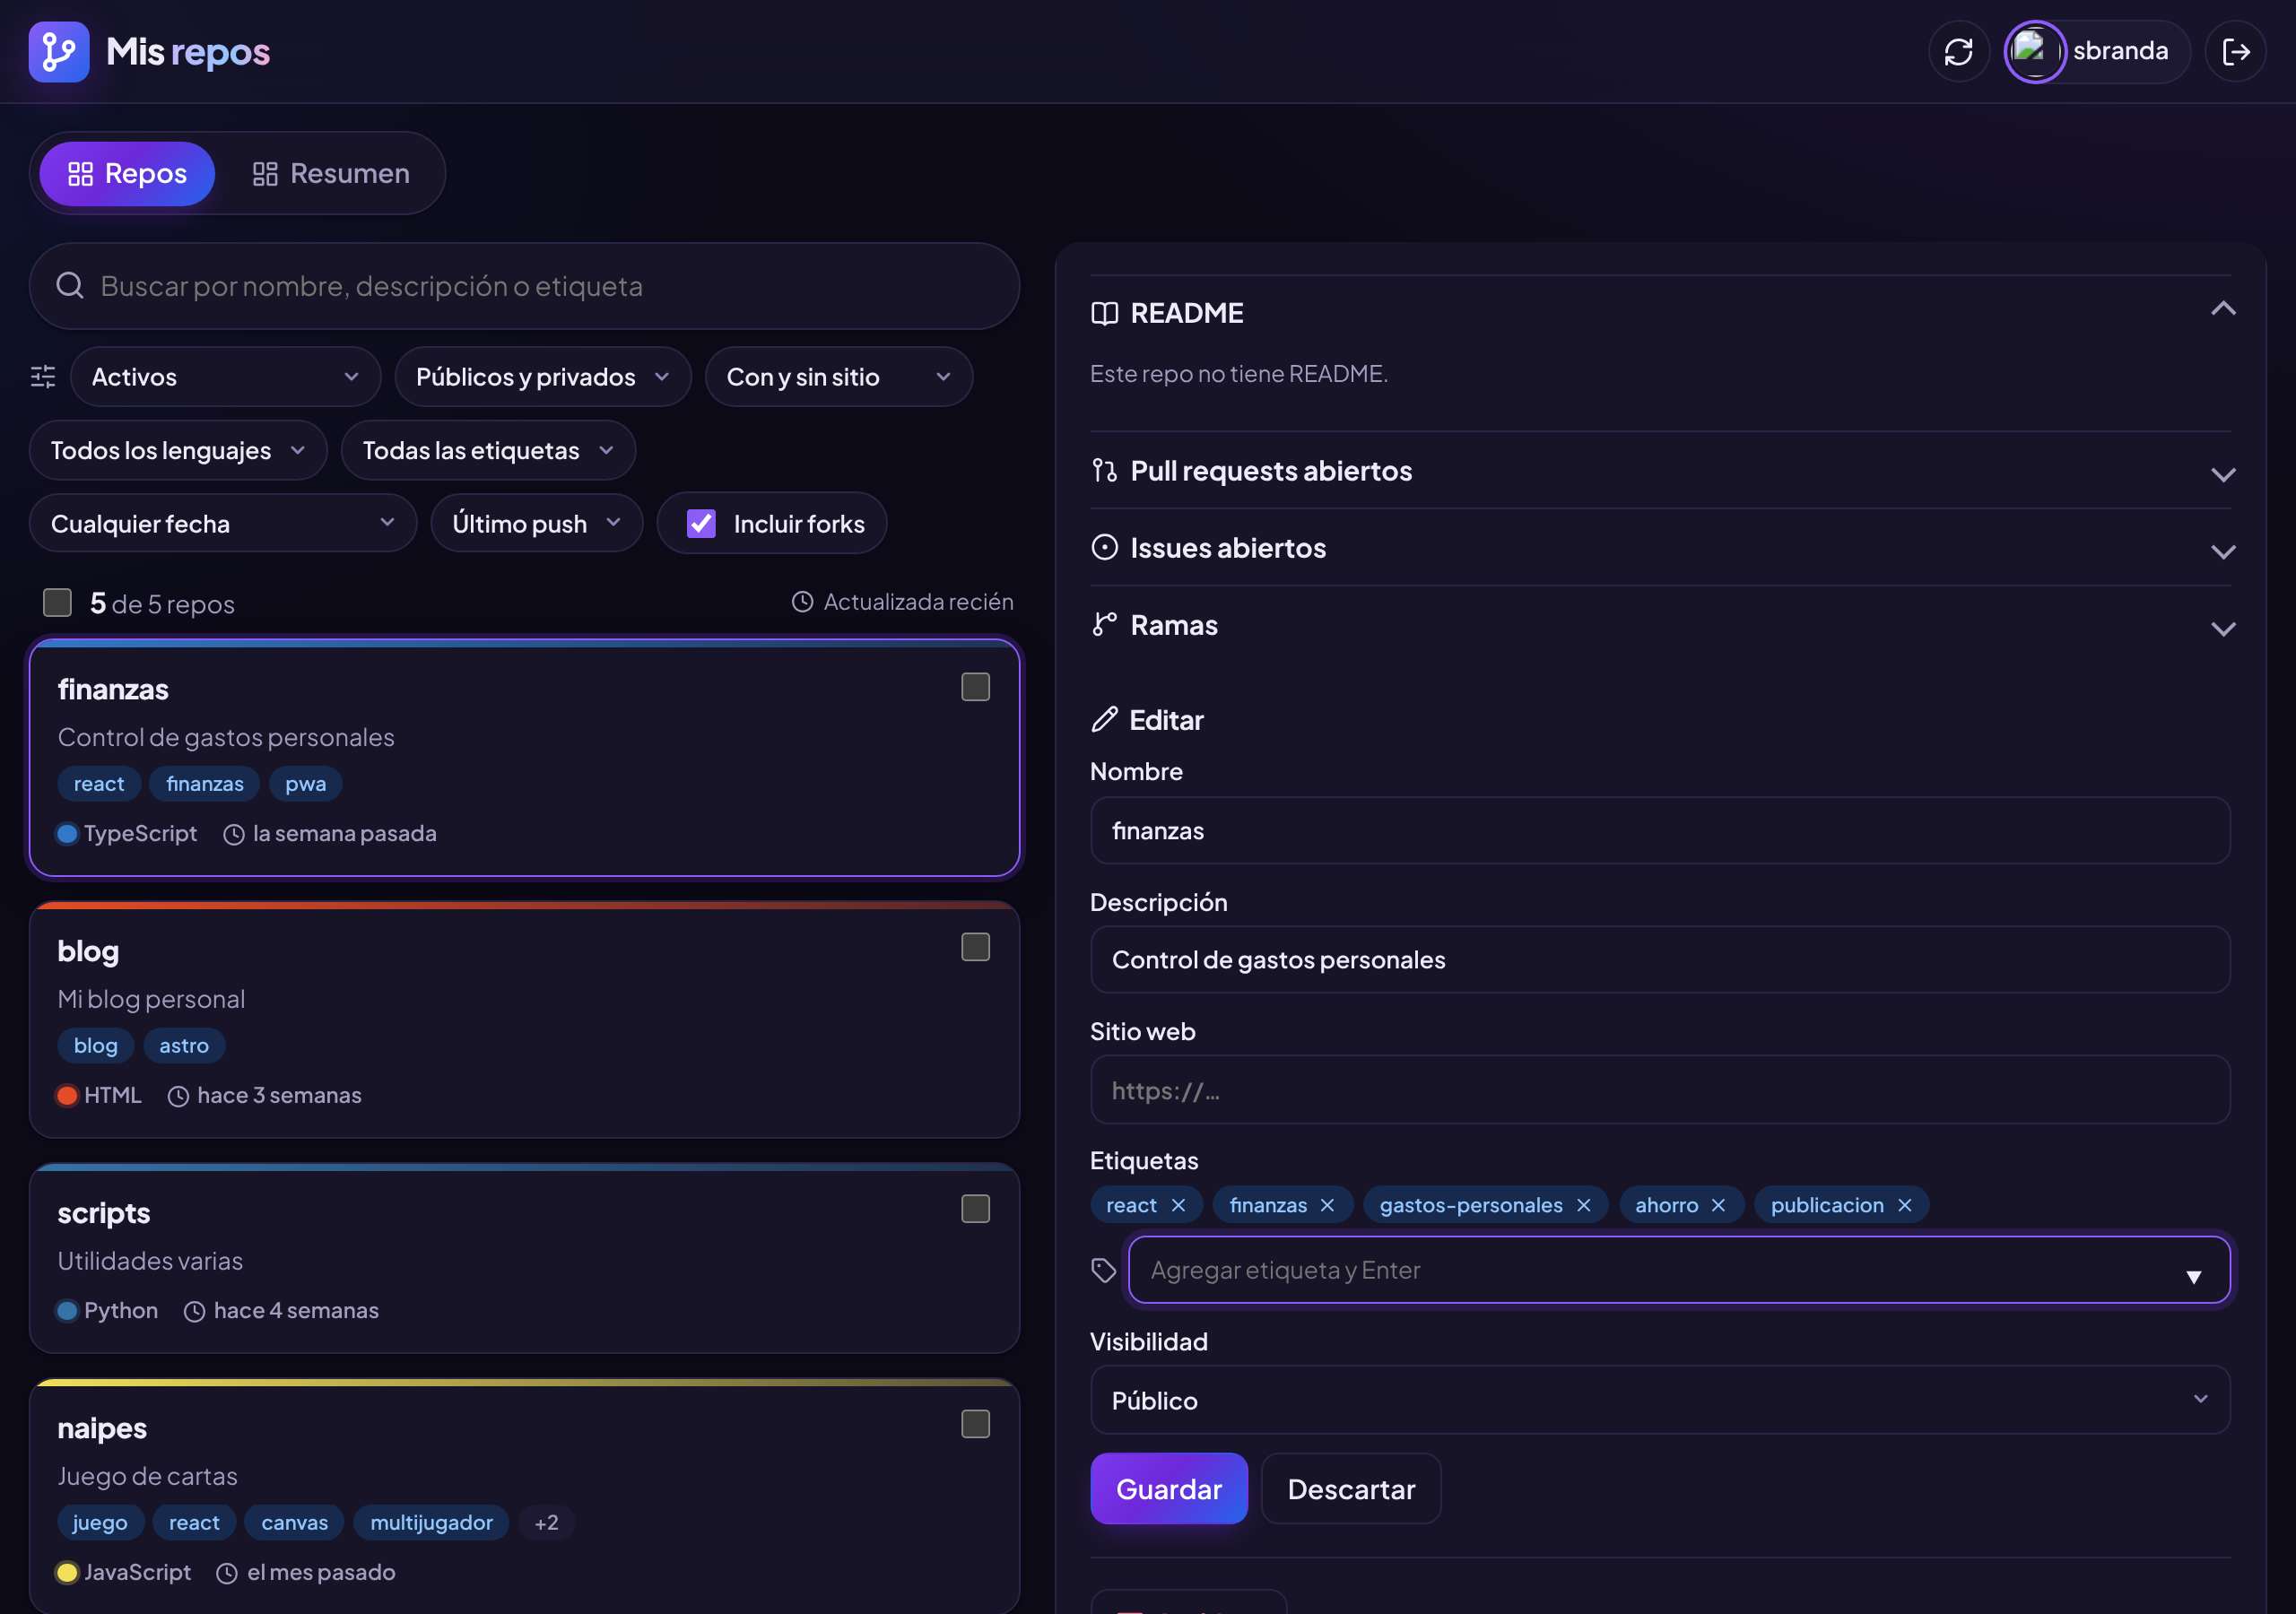 Mis repos
sbranda
Repos
Resumen
Buscar por nombre, descripción o etiqueta
Activos
Públicos y privados
Con y sin sitio
Todos los lenguajes
Todas las etiquetas
Cualquier fecha
Último push
Incluir forks
5 de 5 repos
Actualizada recién
finanzas
Control de gastos personales
react finanzas pwa
TypeScript la semana pasada
blog
Mi blog personal
blog astro
HTML hace 3 semanas
scripts
Utilidades varias
Python hace 4 semanas
naipes
Juego de cartas
juego react canvas multijugador +2
JavaScript el mes pasado
README
Este repo no tiene README.
Pull requests abiertos
Issues abiertos
Ramas
Editar
Nombre
finanzas
Descripción
Control de gastos personales
Sitio web
https://...
Etiquetas
react finanzas gastos-personales ahorro publicacion
Agregar etiqueta y Enter
Visibilidad
Público
Guardar
Descartar